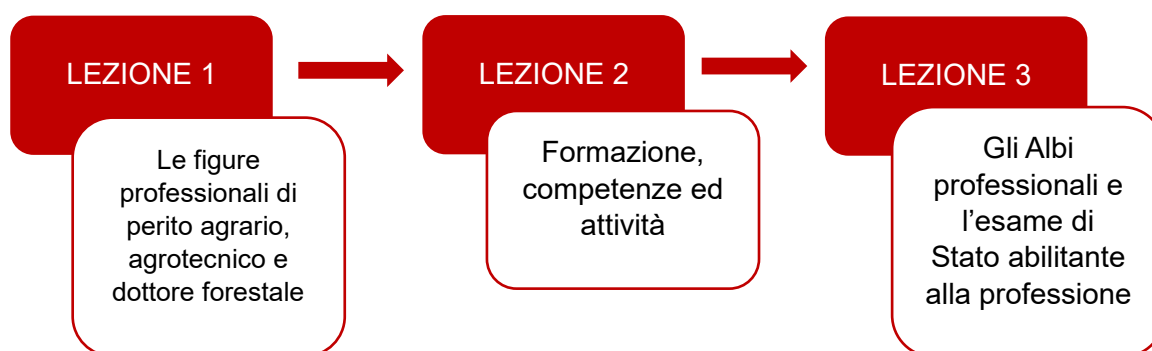 LEZIONE 1
Le figure
professionali di
perito agrario,
agrotecnico e
dottore forestale
LEZIONE 2
Formazione,
competenze ed
attività
LEZIONE 3
Gli Albi
professionali e
l’esame di
Stato abilitante
alla professione